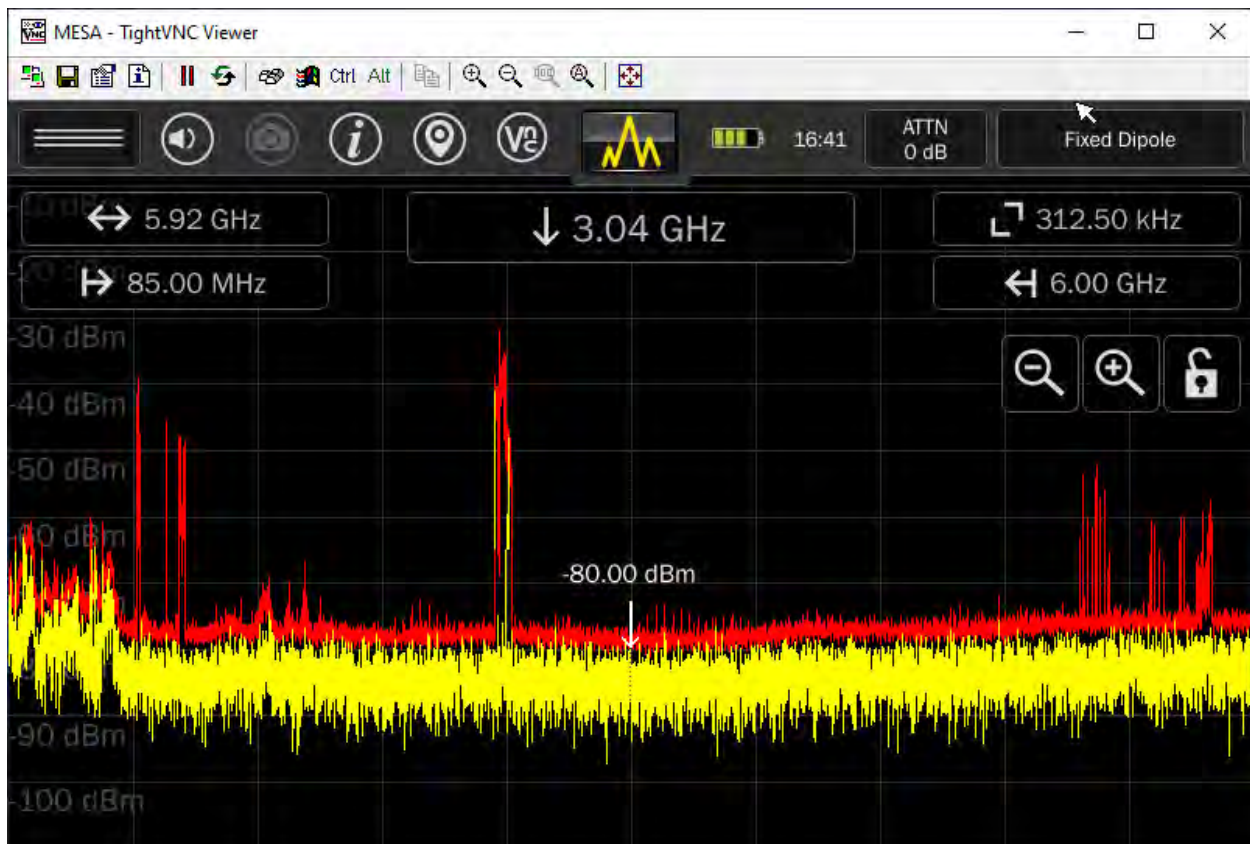 MESA - TightVNC Viewer
Ctrl Alt
i
VNC
16:41
ATTN
0 dB
Fixed Dipole
5.92 GHz
3.04 GHz
312.50 kHz
85.00 MHz
6.00 GHz
-30 dBm
-40 dBm
-50 dBm
-80.00 dBm
-90 dBm
-100 dBm